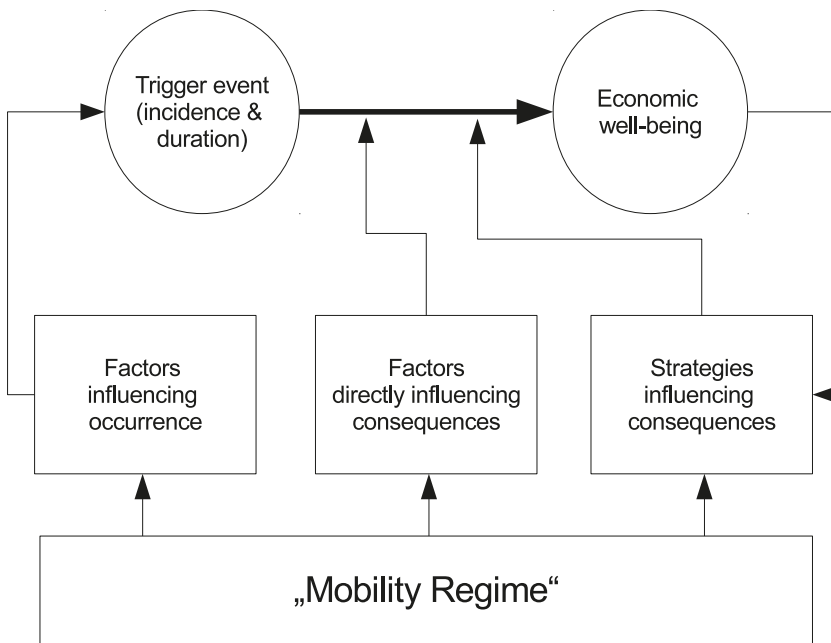 Trigger event
(incidence &
duration)
Economic
well-being
Factors
influencing
occurrence
Factors
directly influencing
consequences
Strategies
influencing
consequences
„Mobility Regime“